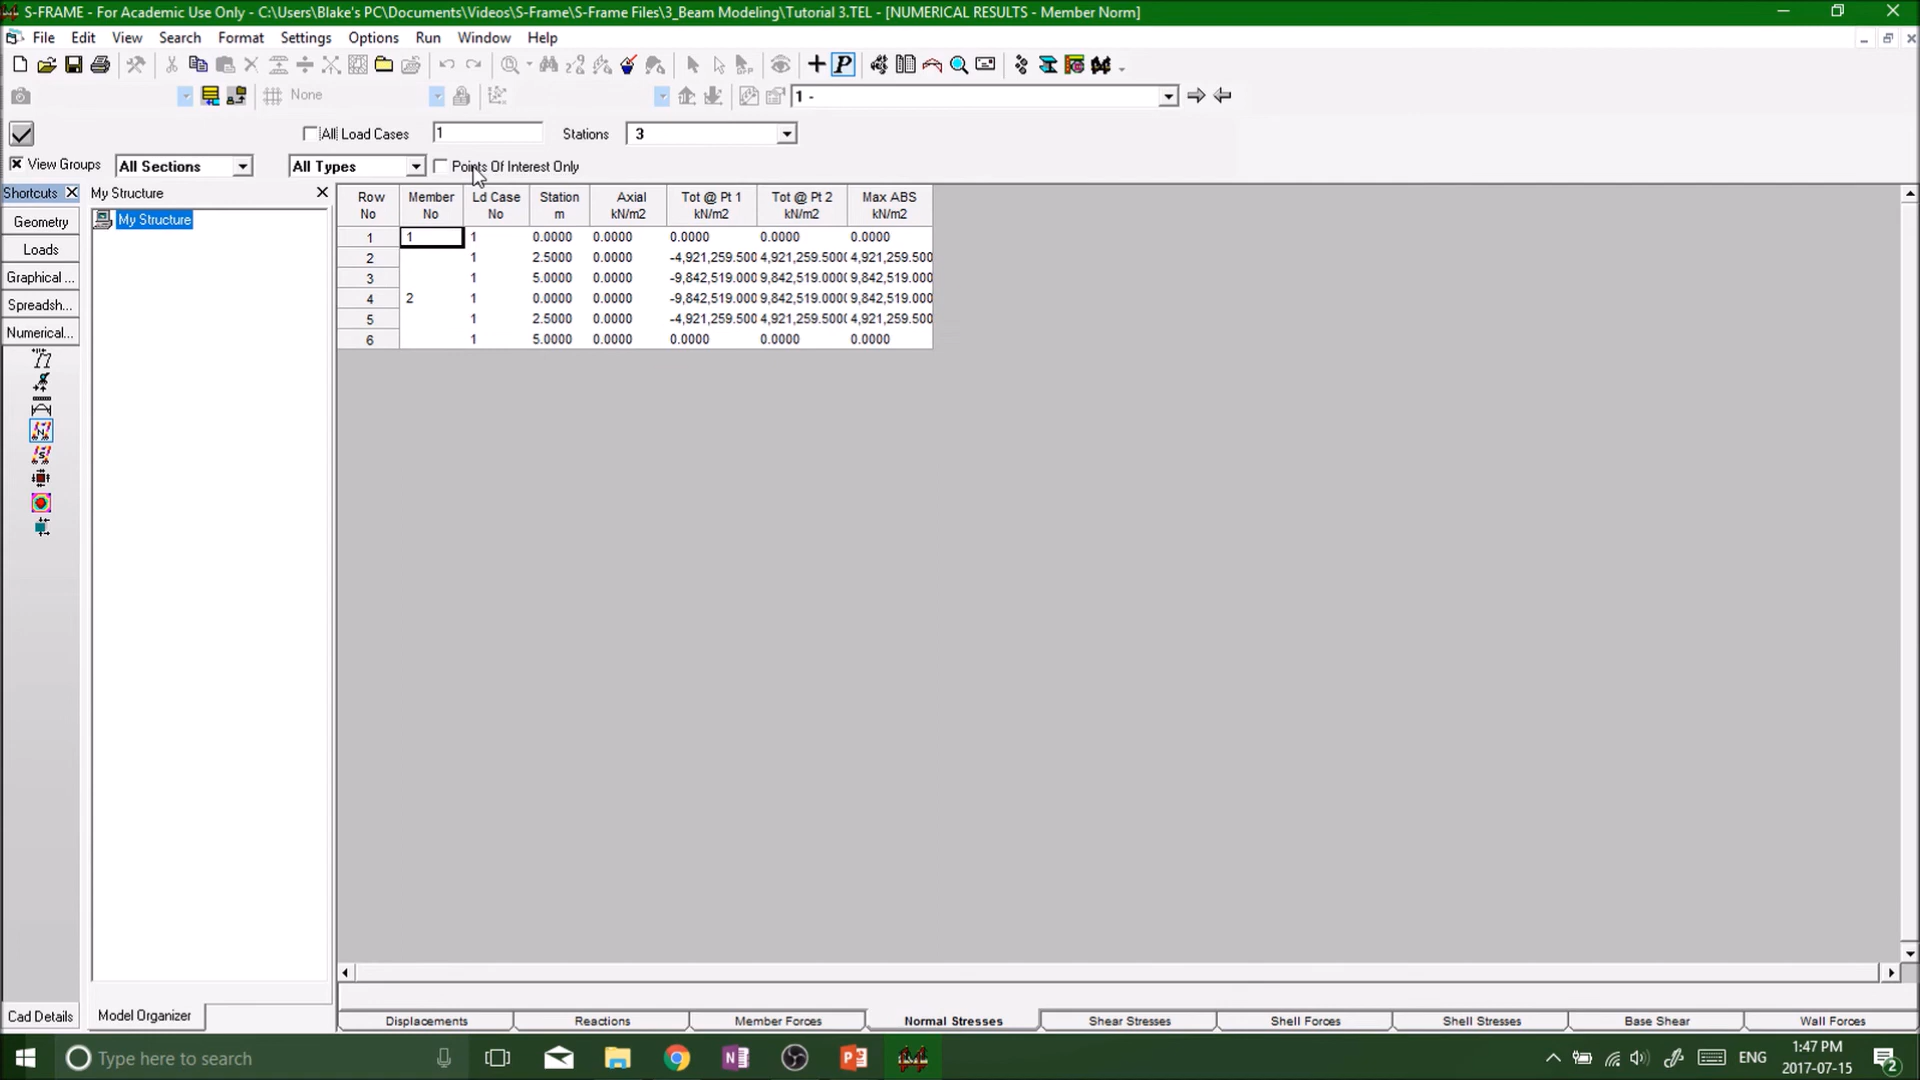 S-FRAME - For Academic Use Only - C:\Users\Blake's PC\Documents\Videos\S-Frame\S-Frame Files\3_Beam Modeling\Tutorial 3.TEL - [NUMERICAL RESULTS - Member Norm]
File Edit View Search Format Settings Options Run Window Help
None 1 -
All Load Cases 1 Stations 3
View Groups All Sections All Types Points Of Interest Only
Shortcuts My Structure
Geometry
Loads
Graphical ...
Spreadsh...
Numerical...
Cad Details
My Structure
Model Organizer
Row No Member No Ld Case No Station m Axial kN/m2 Tot @ Pt 1 kN/m2 Tot @ Pt 2 kN/m2 Max ABS kN/m2
1 1 1 0.0000 0.0000 0.0000 0.0000 0.0000
2 1 2.5000 0.0000 -4,921,259.500 4,921,259.500 4,921,259.500
3 1 5.0000 0.0000 -9,842,519.000 9,842,519.000 9,842,519.000
4 2 1 0.0000 0.0000 -9,842,519.000 9,842,519.000 9,842,519.000
5 1 2.5000 0.0000 -4,921,259.500 4,921,259.500 4,921,259.500
6 1 5.0000 0.0000 0.0000 0.0000 0.0000
Displacements Reactions Member Forces Normal Stresses Shear Stresses Shell Forces Shell Stresses Base Shear Wall Forces
Type here to search
ENG
1:47 PM
2017-07-15
2